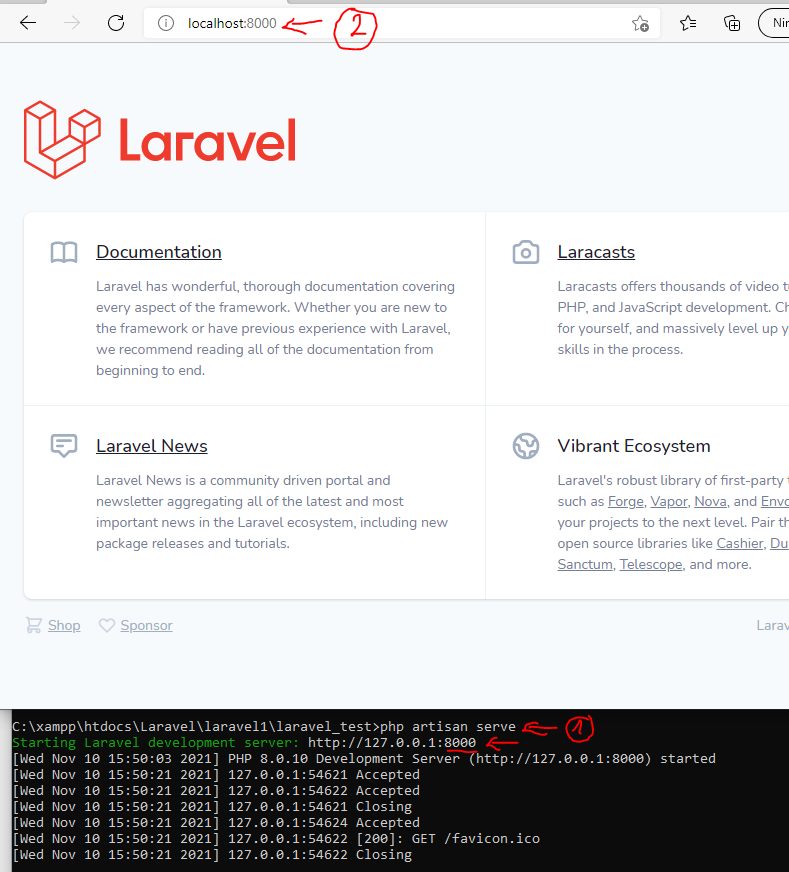 localhost:8000
2
Nir
Laravel
Documentation
Laravel has wonderful, thorough documentation covering
every aspect of the framework. Whether you are new to
the framework or have previous experience with Laravel,
we recommend reading all of the documentation from
beginning to end.
Laracasts
Laracasts offers thousands of video t
PHP, and JavaScript development. Ch
for yourself, and massively level up y
skills in the process.
Laravel News
Laravel News is a community driven portal and
newsletter aggregating all of the latest and most
important news in the Laravel ecosystem, including new
package releases and tutorials.
Vibrant Ecosystem
Laravel's robust library of first-party t
such as Forge, Vapor, Nova, and Envo
your projects to the next level. Pair th
open source libraries like Cashier, Du
Sanctum, Telescope, and more.
Shop Sponsor
Larav
C:\xampp\htdocs\Laravel\laravel1\laravel_test>php artisan serve
1
Starting Laravel development server: http://127.0.0.1:8000
[Wed Nov 10 15:50:03 2021] PHP 8.0.10 Development Server (http://127.0.0.1:8000) started
[Wed Nov 10 15:50:21 2021] 127.0.0.1:54621 Accepted
[Wed Nov 10 15:50:21 2021] 127.0.0.1:54622 Accepted
[Wed Nov 10 15:50:21 2021] 127.0.0.1:54621 Closing
[Wed Nov 10 15:50:21 2021] 127.0.0.1:54624 Accepted
[Wed Nov 10 15:50:21 2021] 127.0.0.1:54622 [200]: GET /favicon.ico
[Wed Nov 10 15:50:21 2021] 127.0.0.1:54622 Closing